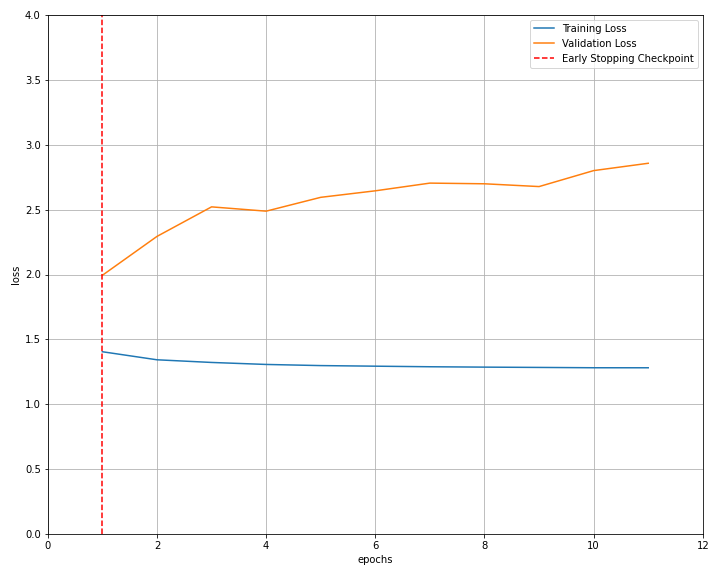 4.0
3.5
3.0
2.5
2.0
1.5
1.0
0.5
0.0
loss
0 2 4 6 8 10 12
epochs
Training Loss
Validation Loss
Early Stopping Checkpoint